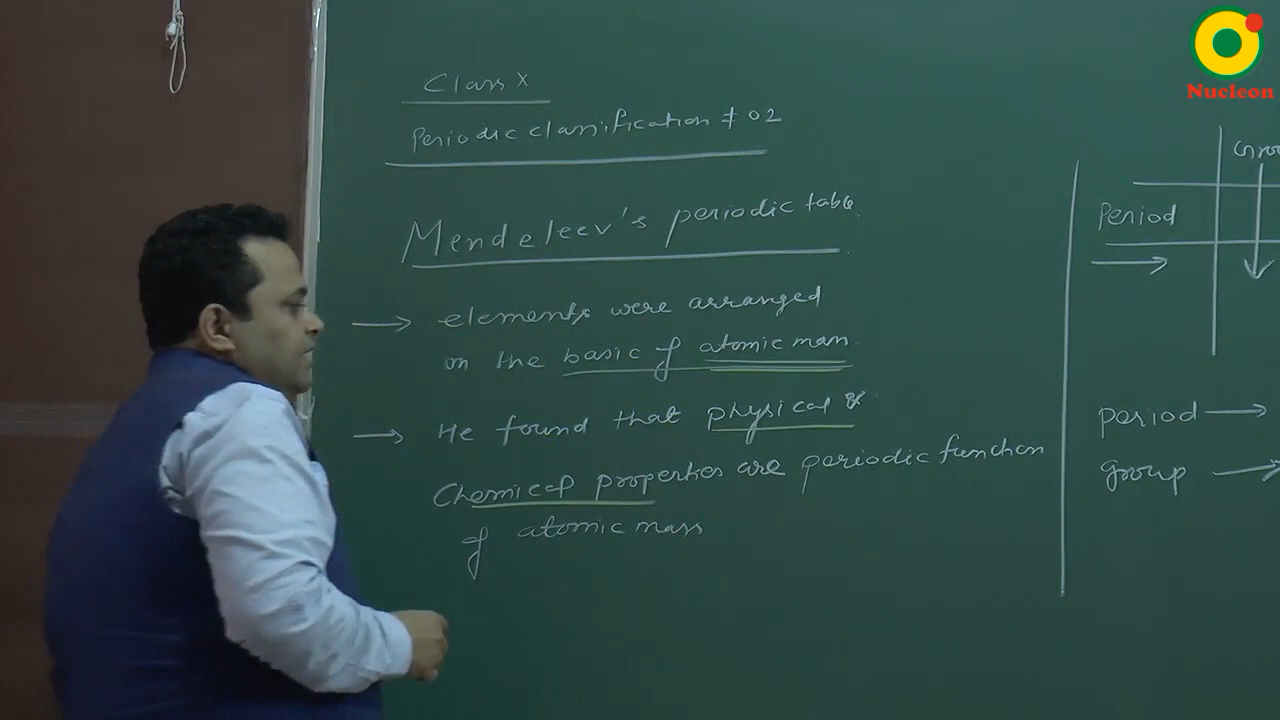 Nucleon
Class X
Periodic classification # 02
Mendeleev's periodic table
→ elements were arranged
on the basic of atomic mass
→ He found that physical &
Chemical properties are periodic function
of atomic mass
Period
→
Period →
group →